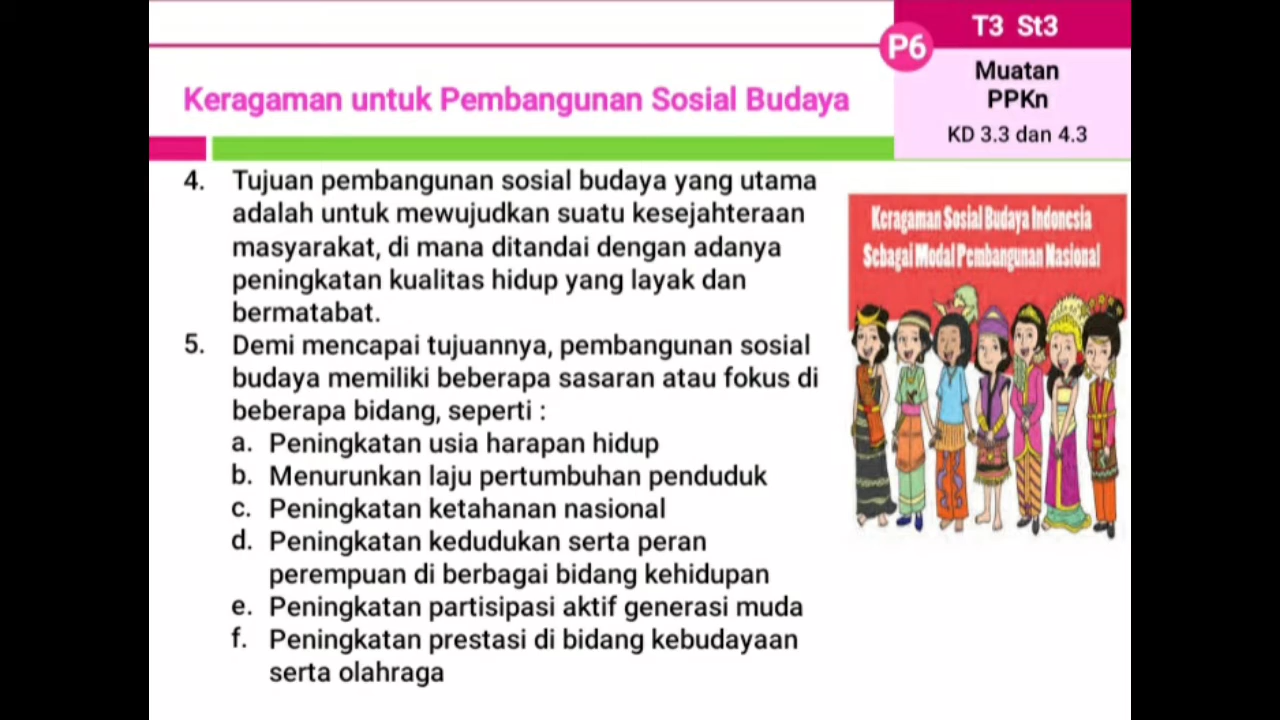 T3 St3
P6
Muatan
PPKn
KD 3.3 dan 4.3
Keragaman untuk Pembangunan Sosial Budaya
4. Tujuan pembangunan sosial budaya yang utama
adalah untuk mewujudkan suatu kesejahteraan
masyarakat, di mana ditandai dengan adanya
peningkatan kualitas hidup yang layak dan
bermatabat.
5. Demi mencapai tujuannya, pembangunan sosial
budaya memiliki beberapa sasaran atau fokus di
beberapa bidang, seperti :
a. Peningkatan usia harapan hidup
b. Menurunkan laju pertumbuhan penduduk
c. Peningkatan ketahanan nasional
d. Peningkatan kedudukan serta peran
perempuan di berbagai bidang kehidupan
e. Peningkatan partisipasi aktif generasi muda
f. Peningkatan prestasi di bidang kebudayaan
serta olahraga
Keragaman Sosial Budaya Indonesia
Sebagai Modal Pembangunan Nasional